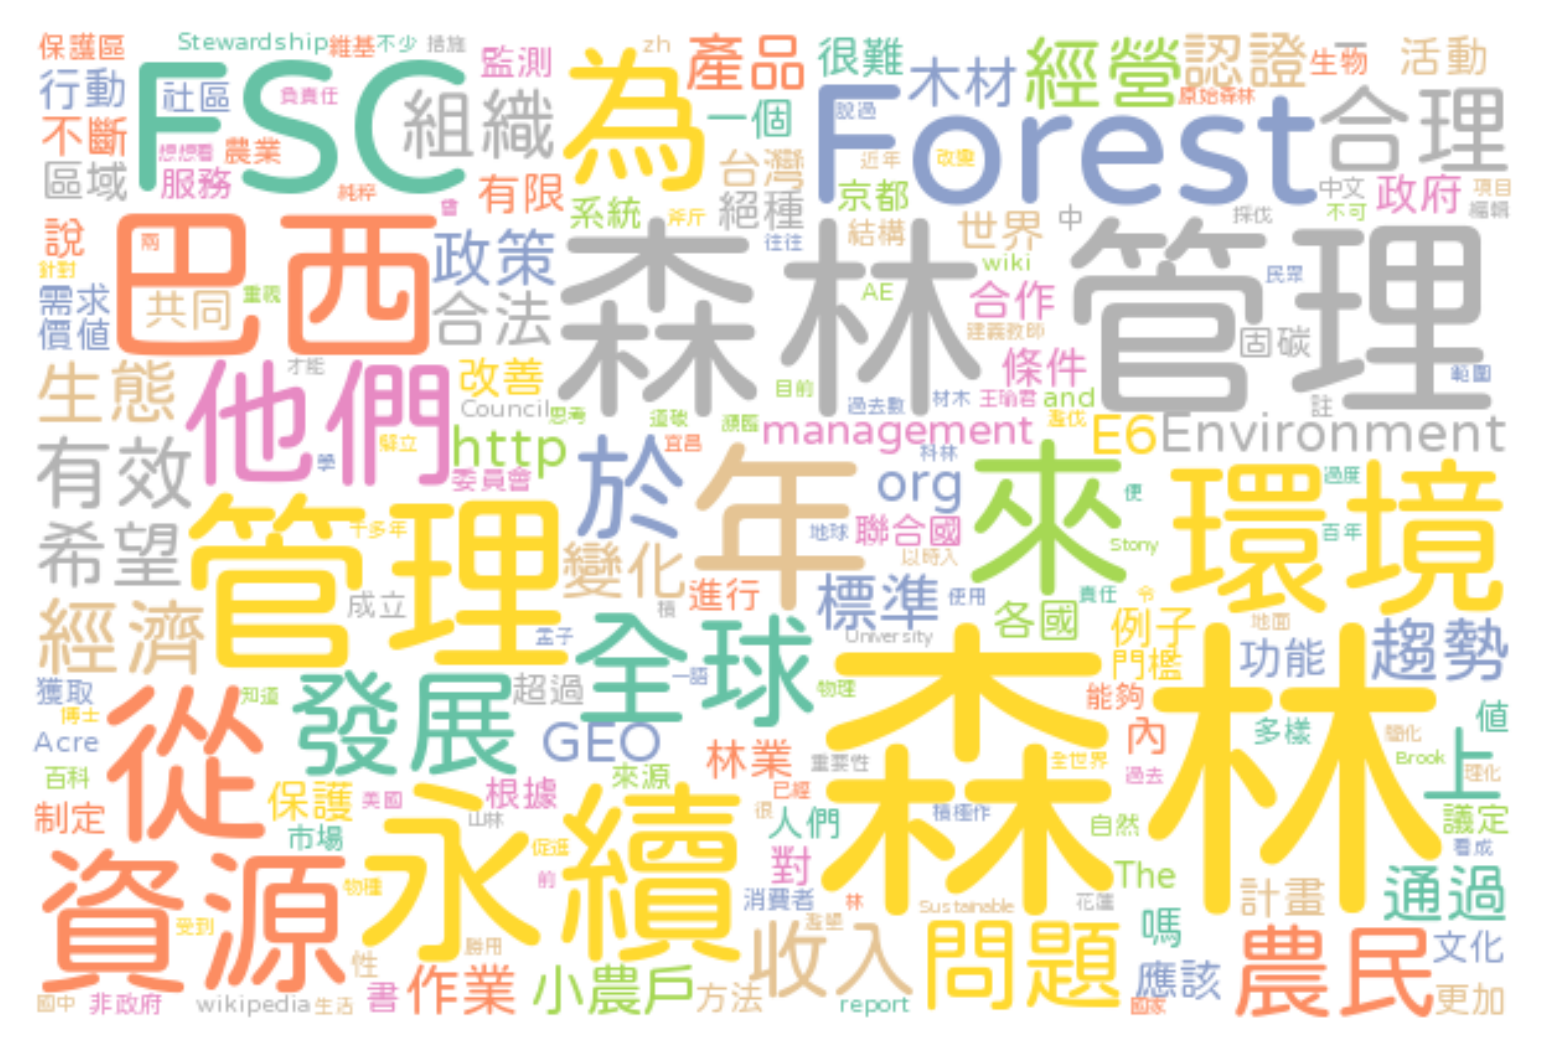 保護區
Stewardship
維基
不少
措施
監測
zh
產品
很難
木材
經營
認證
一
生物
活動
行動
社區
FSC
負責任
組織
為
一個
Forest
說過
原始森林
合理
不斷
想想看
農業
區域
服務
純粹
有限
台灣
近年
改變
京都
中文
政府
項目
編輯
不可
採伐
會
系統
斧斤
絕種
往往
結構
世界
中
說
兩
巴西
政策
森林管理
wiki
民眾
針對
需求
共同
重視
合法
AE
合作
建義教師
固碳
價值
生態
才能
他們
改善
目前
條件
範圍
Council
思考
過去數
材木
王瑜君
and
濫伐
註
http
management
E6
Environment
有效
學
委員會
宜昌
於
年
科林
org
來
便
環境
過度
希望
管理
千多年
變化
地球
聯合國
以時入
Stony
百年
經濟
成立
積
進行
標準
使用
責任
令
孟子
全球
University
各國
例子
門檻
地面
功能
趨勢
獲取
博士
知道
發展
超過
一語
物理
森林
能夠
值
Acre
從
GEO
林業
重要性
全世界
內
過去
多樣
簡化
Brook
上
理化
百科
保護
美國
根據
來源
已經
很
人們
積極作
自然
議定
看成
制定
市場
山林
永續
促進
前
對
The
資源
物種
受到
消費者
林
Sustainable
花蓮
計畫
通過
濫墾
嗎
勝用
性
收入
問題
應該
農民
文化
國中
非政府
wikipedia
生活
書
作業
小農戶
方法
report
國家
更加